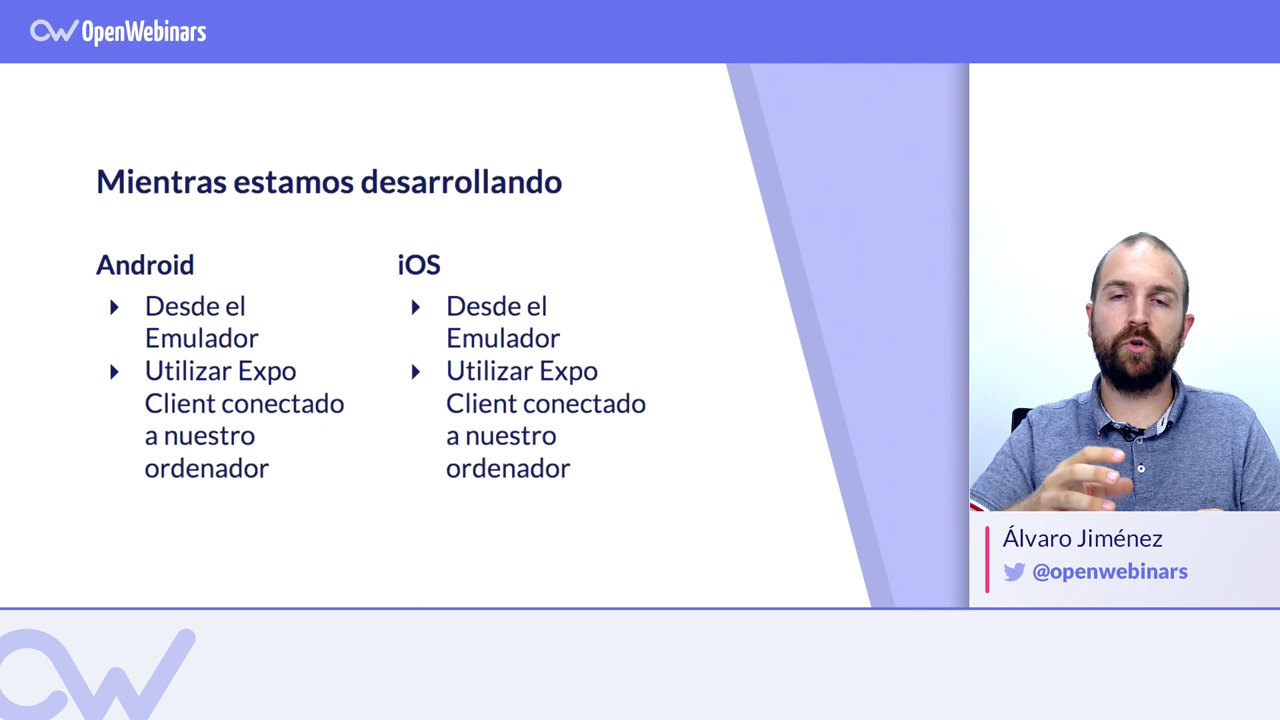 OpenWebinars
Mientras estamos desarrollando
Android
Desde el
Emulador
Utilizar Expo
Client conectado
a nuestro
ordenador
iOS
Desde el
Emulador
Utilizar Expo
Client conectado
a nuestro
ordenador
Álvaro Jiménez
@openwebinars